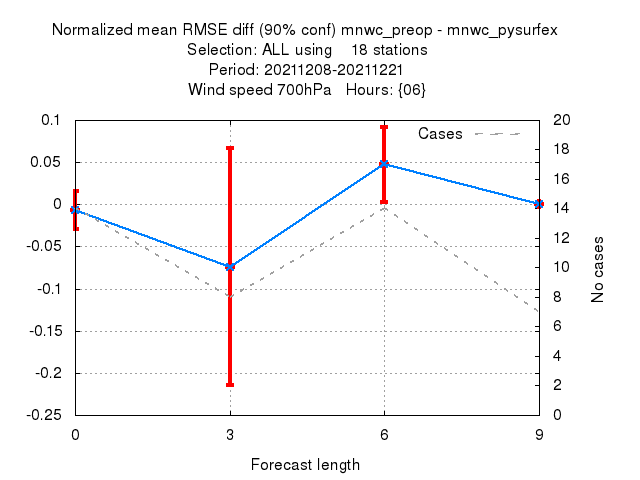 Normalized mean RMSE diff (90% conf) mnwc_preop - mnwc_pysurfex
Selection: ALL using    18 stations
Period: 20211208-20211221
Wind speed 700hPa   Hours: {06}
Cases
0.1
0.05
0
-0.05
-0.1
-0.15
-0.2
-0.25
20
18
16
14
12
10
8
6
4
2
0
No cases
0 3 6 9
Forecast length